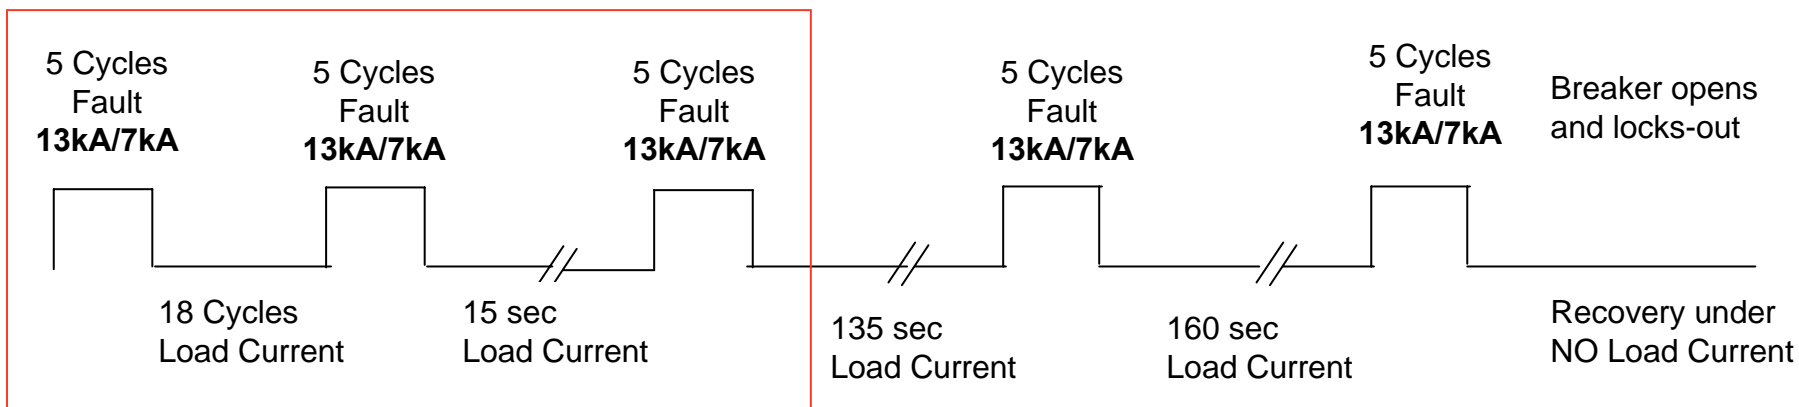 5 Cycles
Fault
13kA/7kA
5 Cycles
Fault
13kA/7kA
5 Cycles
Fault
13kA/7kA
5 Cycles
Fault
13kA/7kA
5 Cycles
Fault
13kA/7kA
Breaker opens
and locks-out
18 Cycles
Load Current
15 sec
Load Current
135 sec
Load Current
160 sec
Load Current
Recovery under
NO Load Current